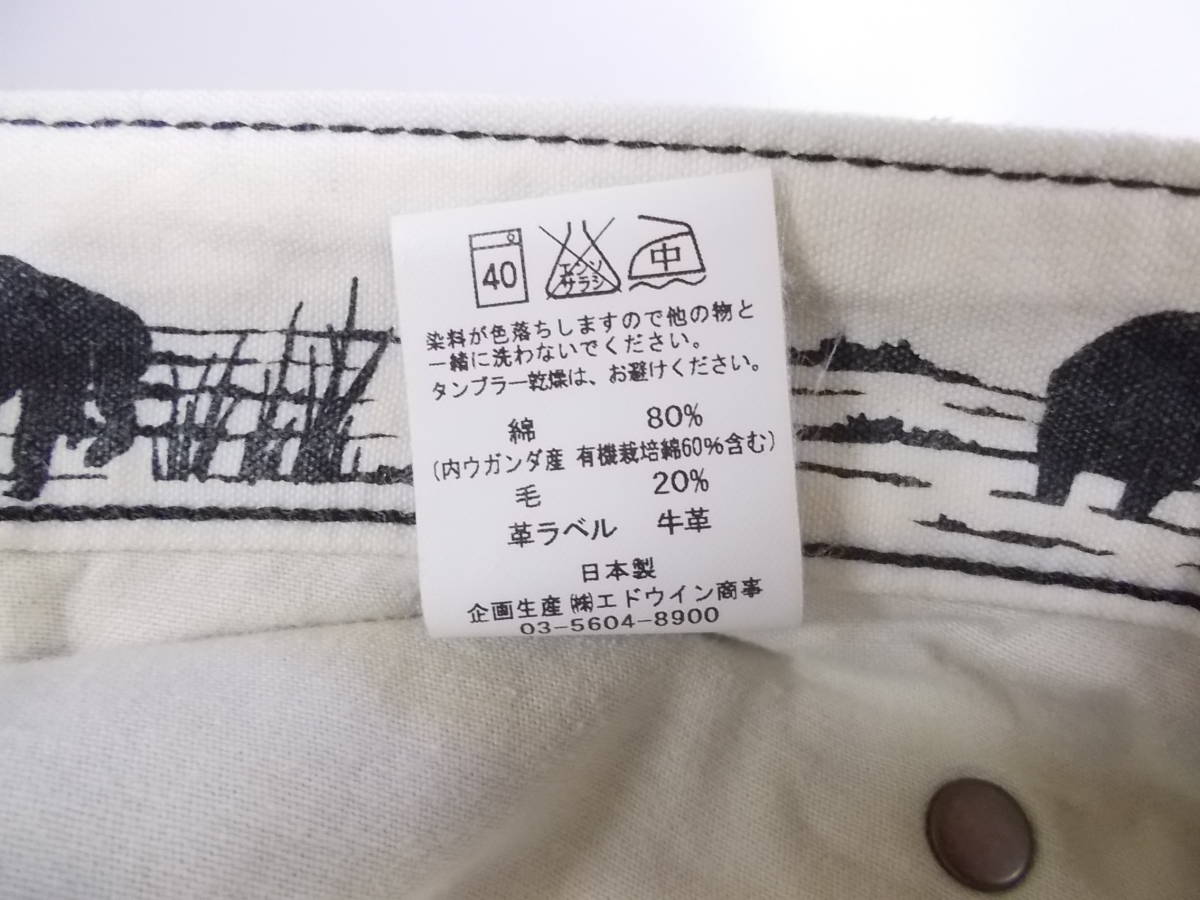 40
エンソ
サラシ
中
染料が色落ちしますので他の物と
一緒に洗わないでください。
タンブラー乾燥は、お避けください。
綿 80%
(内ウガンダ産 有機栽培綿60%含む)
毛 20%
革ラベル 牛革
日本製
企画生産 ㈱エドウイン商事
03-5604-8900